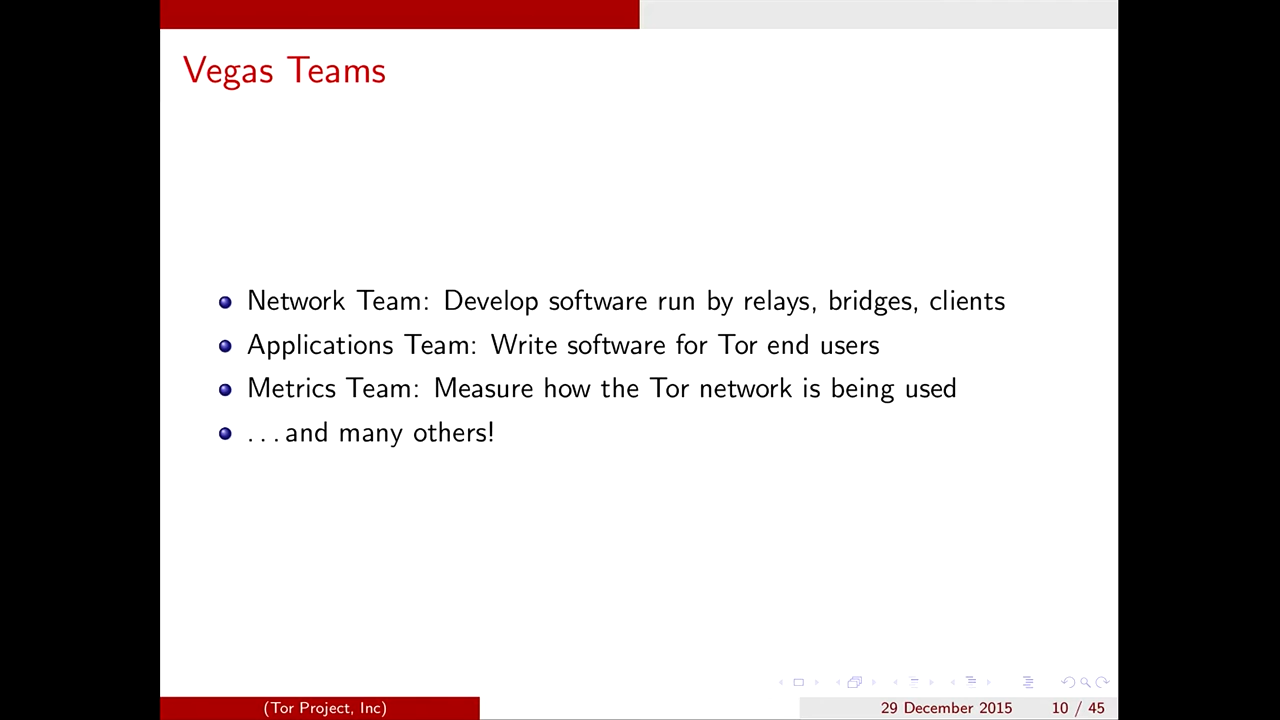 Vegas Teams
Network Team: Develop software run by relays, bridges, clients
Applications Team: Write software for Tor end users
Metrics Team: Measure how the Tor network is being used
...and many others!
(Tor Project, Inc)
29 December 2015
10 / 45